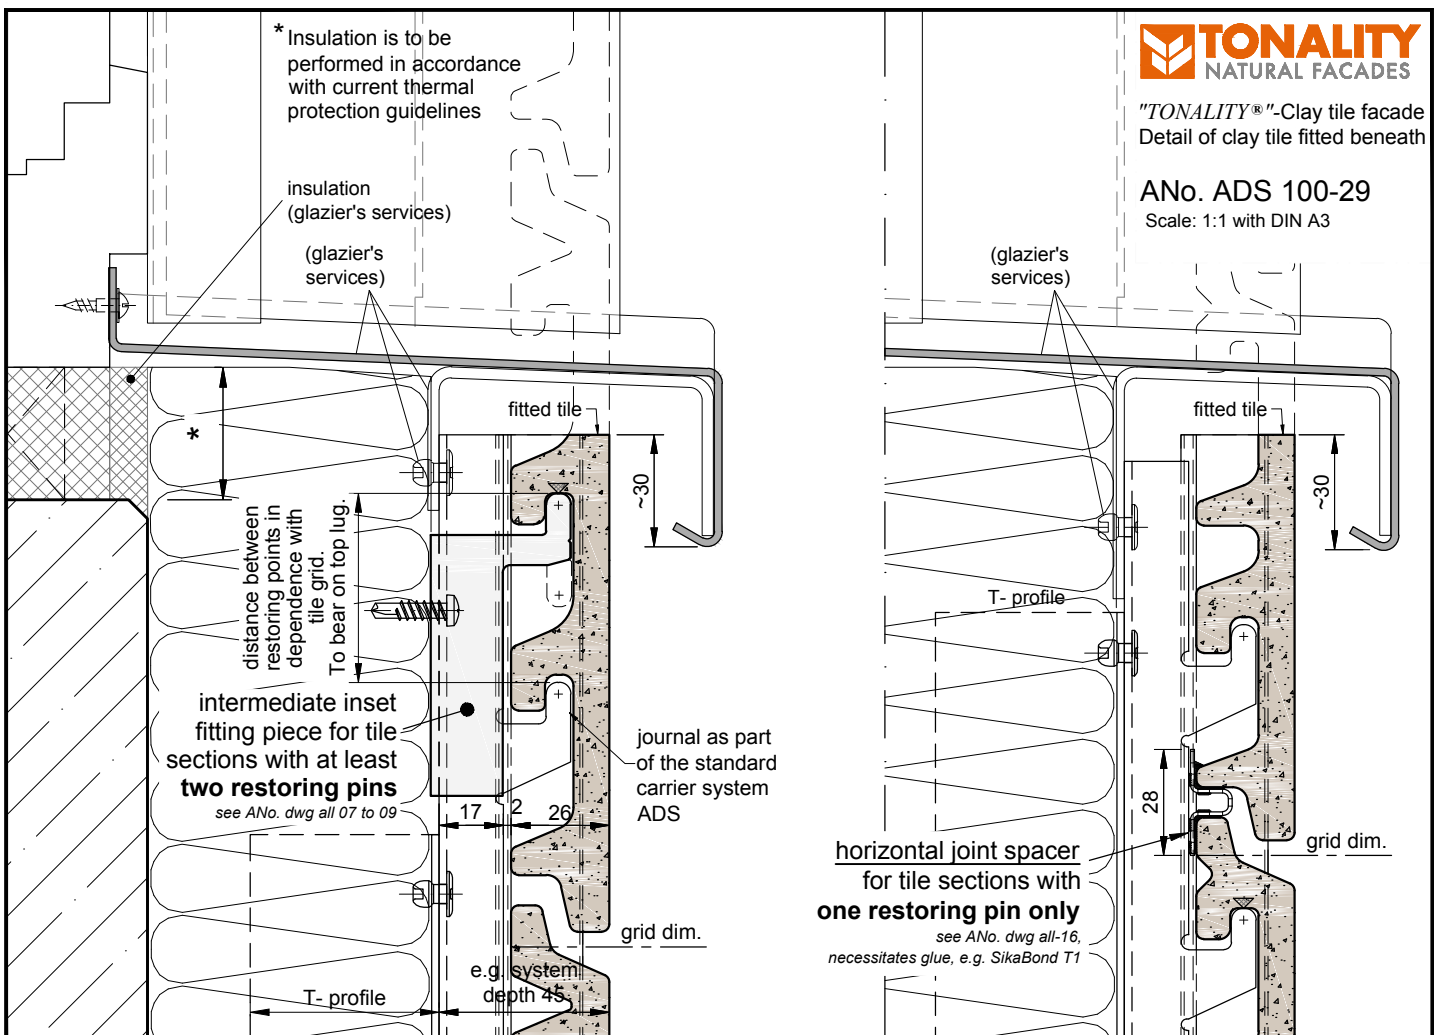 * Insulation is to be
performed in accordance
with current thermal
protection guidelines
TONALITY
NATURAL FACADES
"TONALITY®"-Clay tile facade
Detail of clay tile fitted beneath
ANo. ADS 100-29
Scale: 1:1 with DIN A3
insulation
(glazier's services)
(glazier's
services)
(glazier's
services)
fitted tile
fitted tile
*
~30
~30
distance between
restoring points in
dependence with
tile grid.
To bear on top lug.
T- profile
intermediate inset
fitting piece for tile
sections with at least
two restoring pins
see ANo. dwg all 07 to 09
journal as part
of the standard
carrier system
ADS
17
2
26
28
grid dim.
horizontal joint spacer
for tile sections with
one restoring pin only
see ANo. dwg all-16,
necessitates glue, e.g. SikaBond T1
grid dim.
e.g. system
depth 45
T- profile